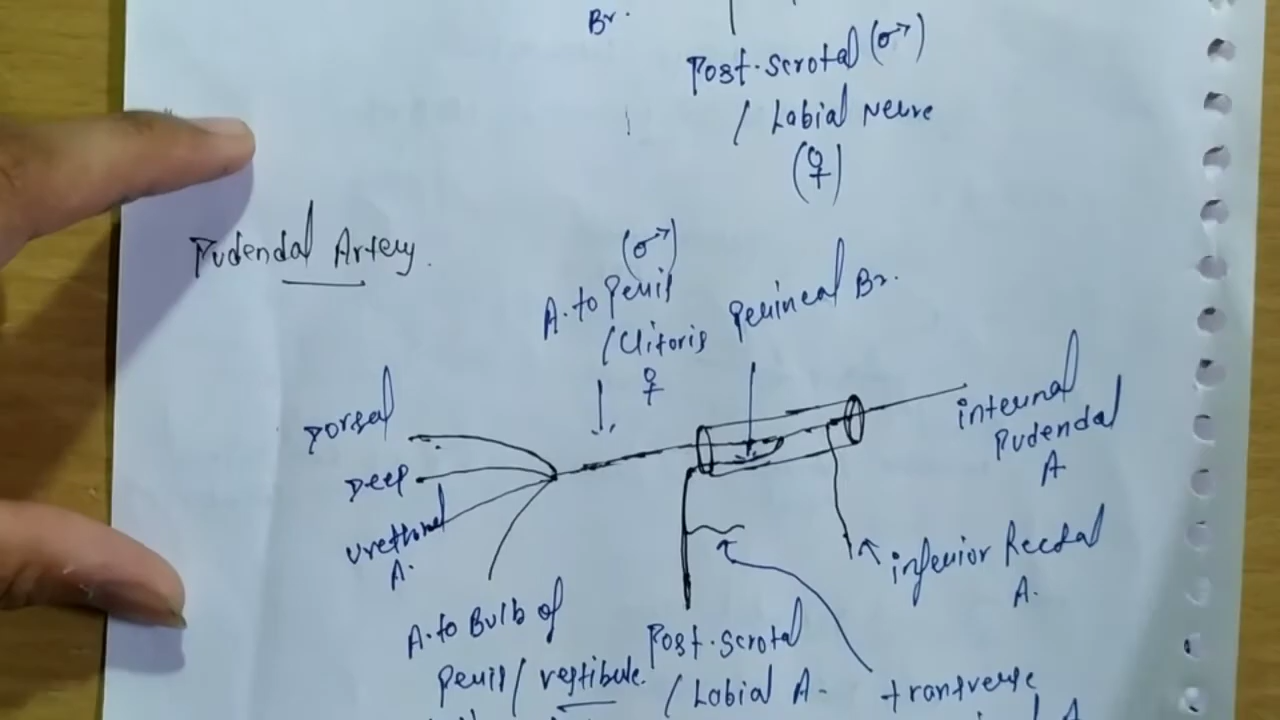 Br.
Post. Scrotal (♂)
/ Labial Nerve
(♀)
Pudendal Artery.
(♂)
A. to Penis
/Clitoris
♀
Perineal Br.
Dorsal
Deep
Urethral
A.
internal
Pudendal
A
inferior Rectal
A.
A. to Bulb of
Penis / vestibule.
Post. Scrotal
/ Labial A.
transverse